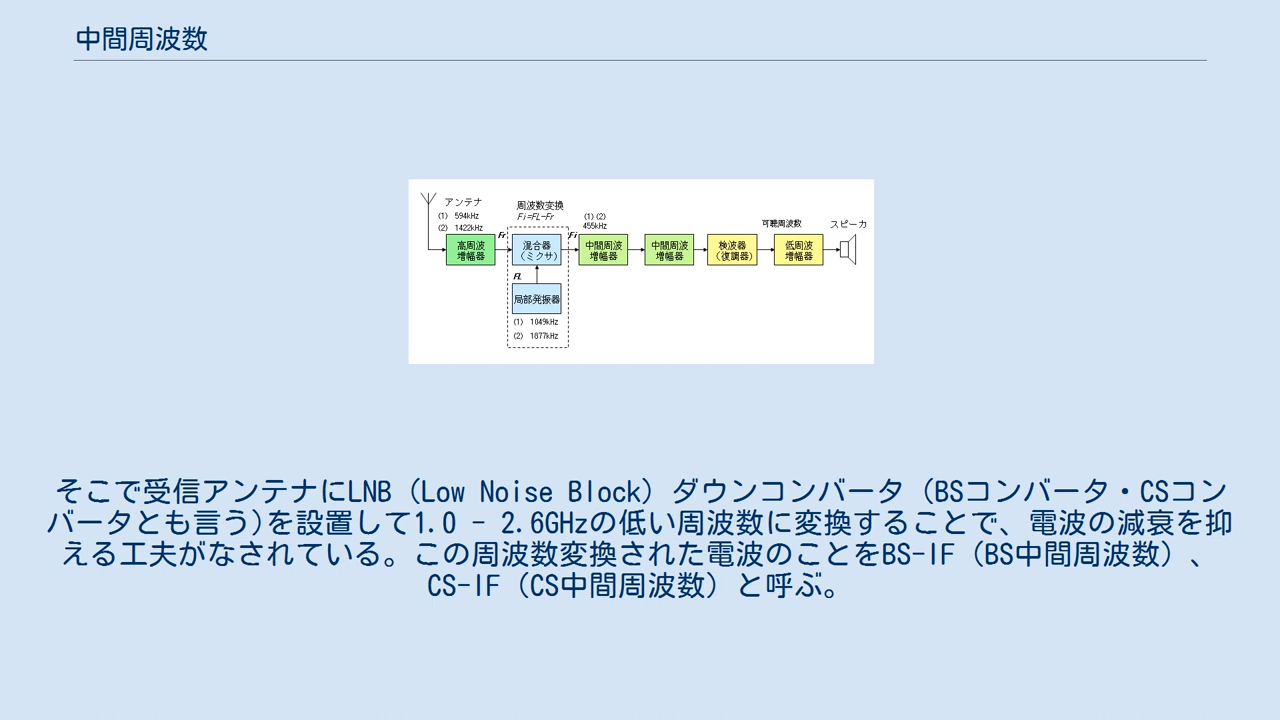 中間周波数
アンテナ
(1) 594kHz
(2) 1422kHz
周波数変換
Fi=FL-Fr
(1)(2)
455kHz
可聴周波数
スピーカ
Fr
Fi
高周波
増幅器
混合器
(ミクサ)
中間周波
増幅器
中間周波
増幅器
検波器
(復調器)
低周波
増幅器
FL
局部発振器
(1) 1049kHz
(2) 1877kHz
そこで受信アンテナにLNB (Low Noise Block) ダウンコンバータ (BSコンバータ・CSコン
バータとも言う)を設置して1.0 - 2.6GHzの低い周波数に変換することで、電波の減衰を抑
える工夫がなされている。この周波数変換された電波のことをBS-IF (BS中間周波数) 、
CS-IF (CS中間周波数) と呼ぶ。